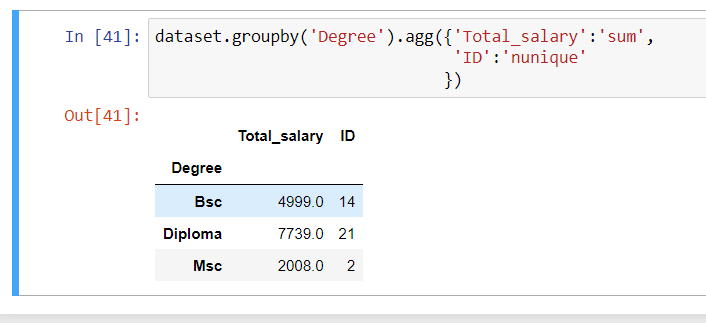 In [41]: dataset.groupby('Degree').agg({'Total_salary':'sum',
'ID':'nunique'
})
Out[41]:
Total_salary ID
Degree
Bsc 4999.0 14
Diploma 7739.0 21
Msc 2008.0 2